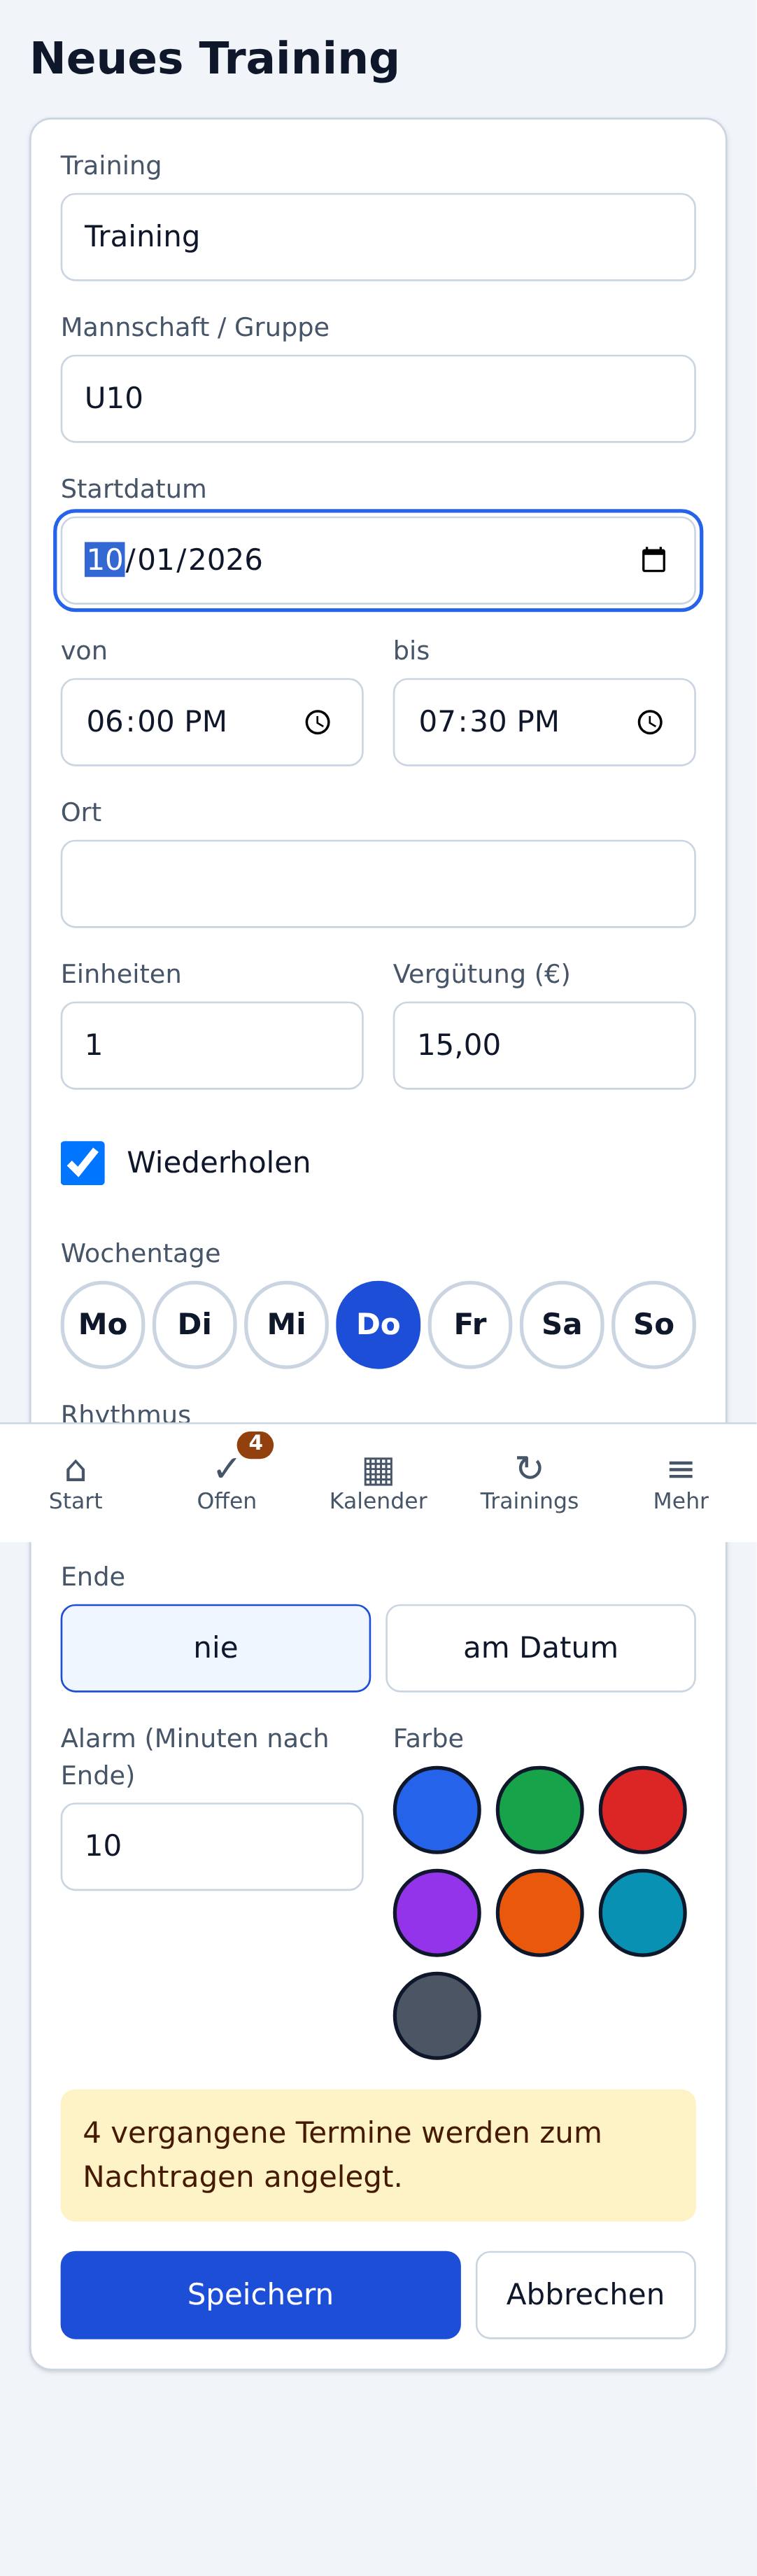 Neues Training
Training
Training
Mannschaft / Gruppe
U10
Startdatum
10/01/2026
von
bis
06:00 PM
07:30 PM
Ort
Einheiten
Vergütung (€)
1
15,00
Wiederholen
Wochentage
Mo Di Mi Do Fr Sa So
Rhythmus
4
Start Offen Kalender Trainings Mehr
Ende
nie
am Datum
Alarm (Minuten nach
Ende)
Farbe
10
4 vergangene Termine werden zum
Nachtragen angelegt.
Speichern
Abbrechen